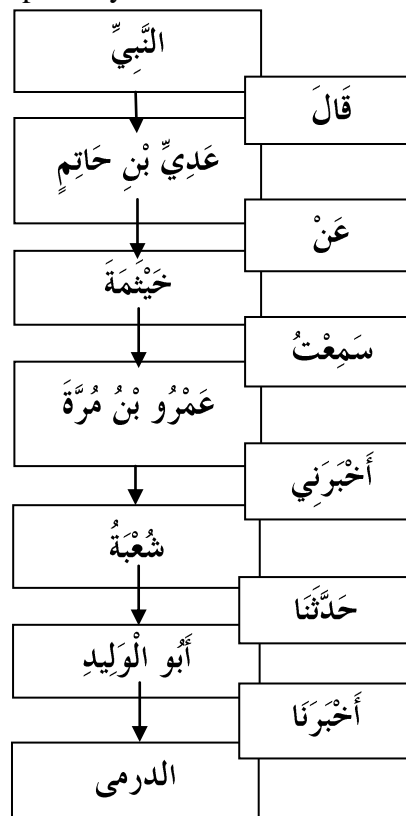 النَّبِيِّ
قَالَ
عَدِيِّ بْنِ حَاتِمٍ
عَنْ
خَيْثَمَةَ
سَمِعْتُ
عَمْرُو بْنُ مُرَّةَ
أَخْبَرَنِي
شُعْبَةُ
حَدَّثَنَا
أَبُو الْوَلِيدِ
أَخْبَرَنَا
الدرمى